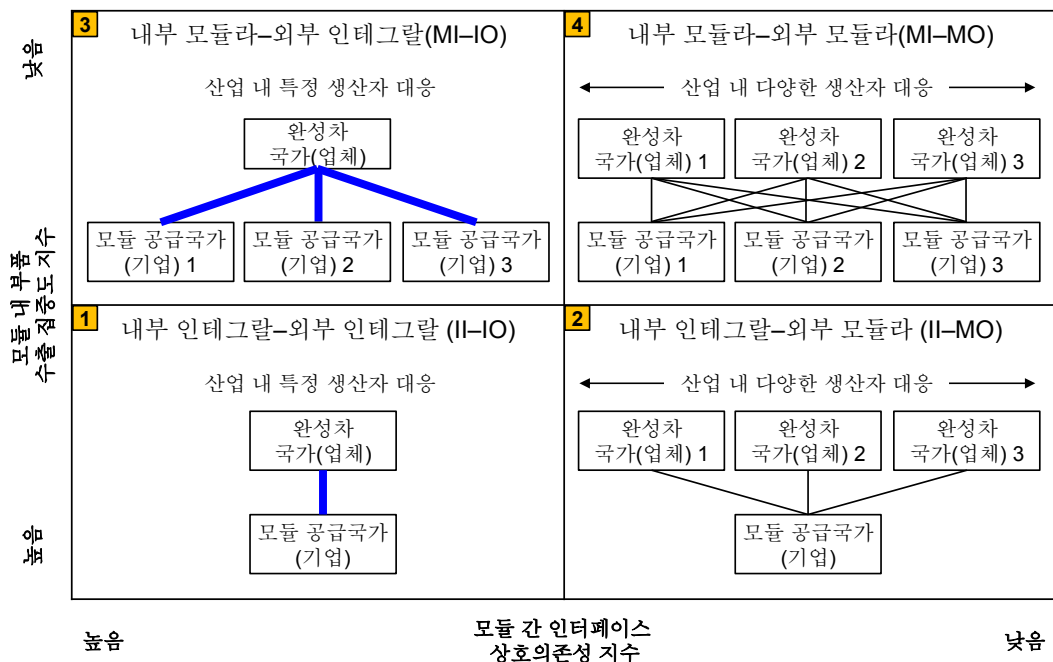 3
내부 모듈라–외부 인테그랄(MI–IO)
산업 내 특정 생산자 대응
완성차
국가(업체)
모듈 공급국가
(기업) 1
모듈 공급국가
(기업) 2
모듈 공급국가
(기업) 3
4
내부 모듈라–외부 모듈라(MI–MO)
산업 내 다양한 생산자 대응
완성차
국가(업체) 1
완성차
국가(업체) 2
완성차
국가(업체) 3
모듈 공급국가
(기업) 1
모듈 공급국가
(기업) 2
모듈 공급국가
(기업) 3
1
내부 인테그랄–외부 인테그랄 (II–IO)
산업 내 특정 생산자 대응
완성차
국가(업체)
모듈 공급국가
(기업)
2
내부 인테그랄–외부 모듈라 (II–MO)
산업 내 다양한 생산자 대응
완성차
국가(업체) 1
완성차
국가(업체) 2
완성차
국가(업체) 3
모듈 공급국가
(기업)
낮음
모듈 내 부품
수출 집중도 지수
높음
높음
모듈 간 인터페이스
상호의존성 지수
낮음